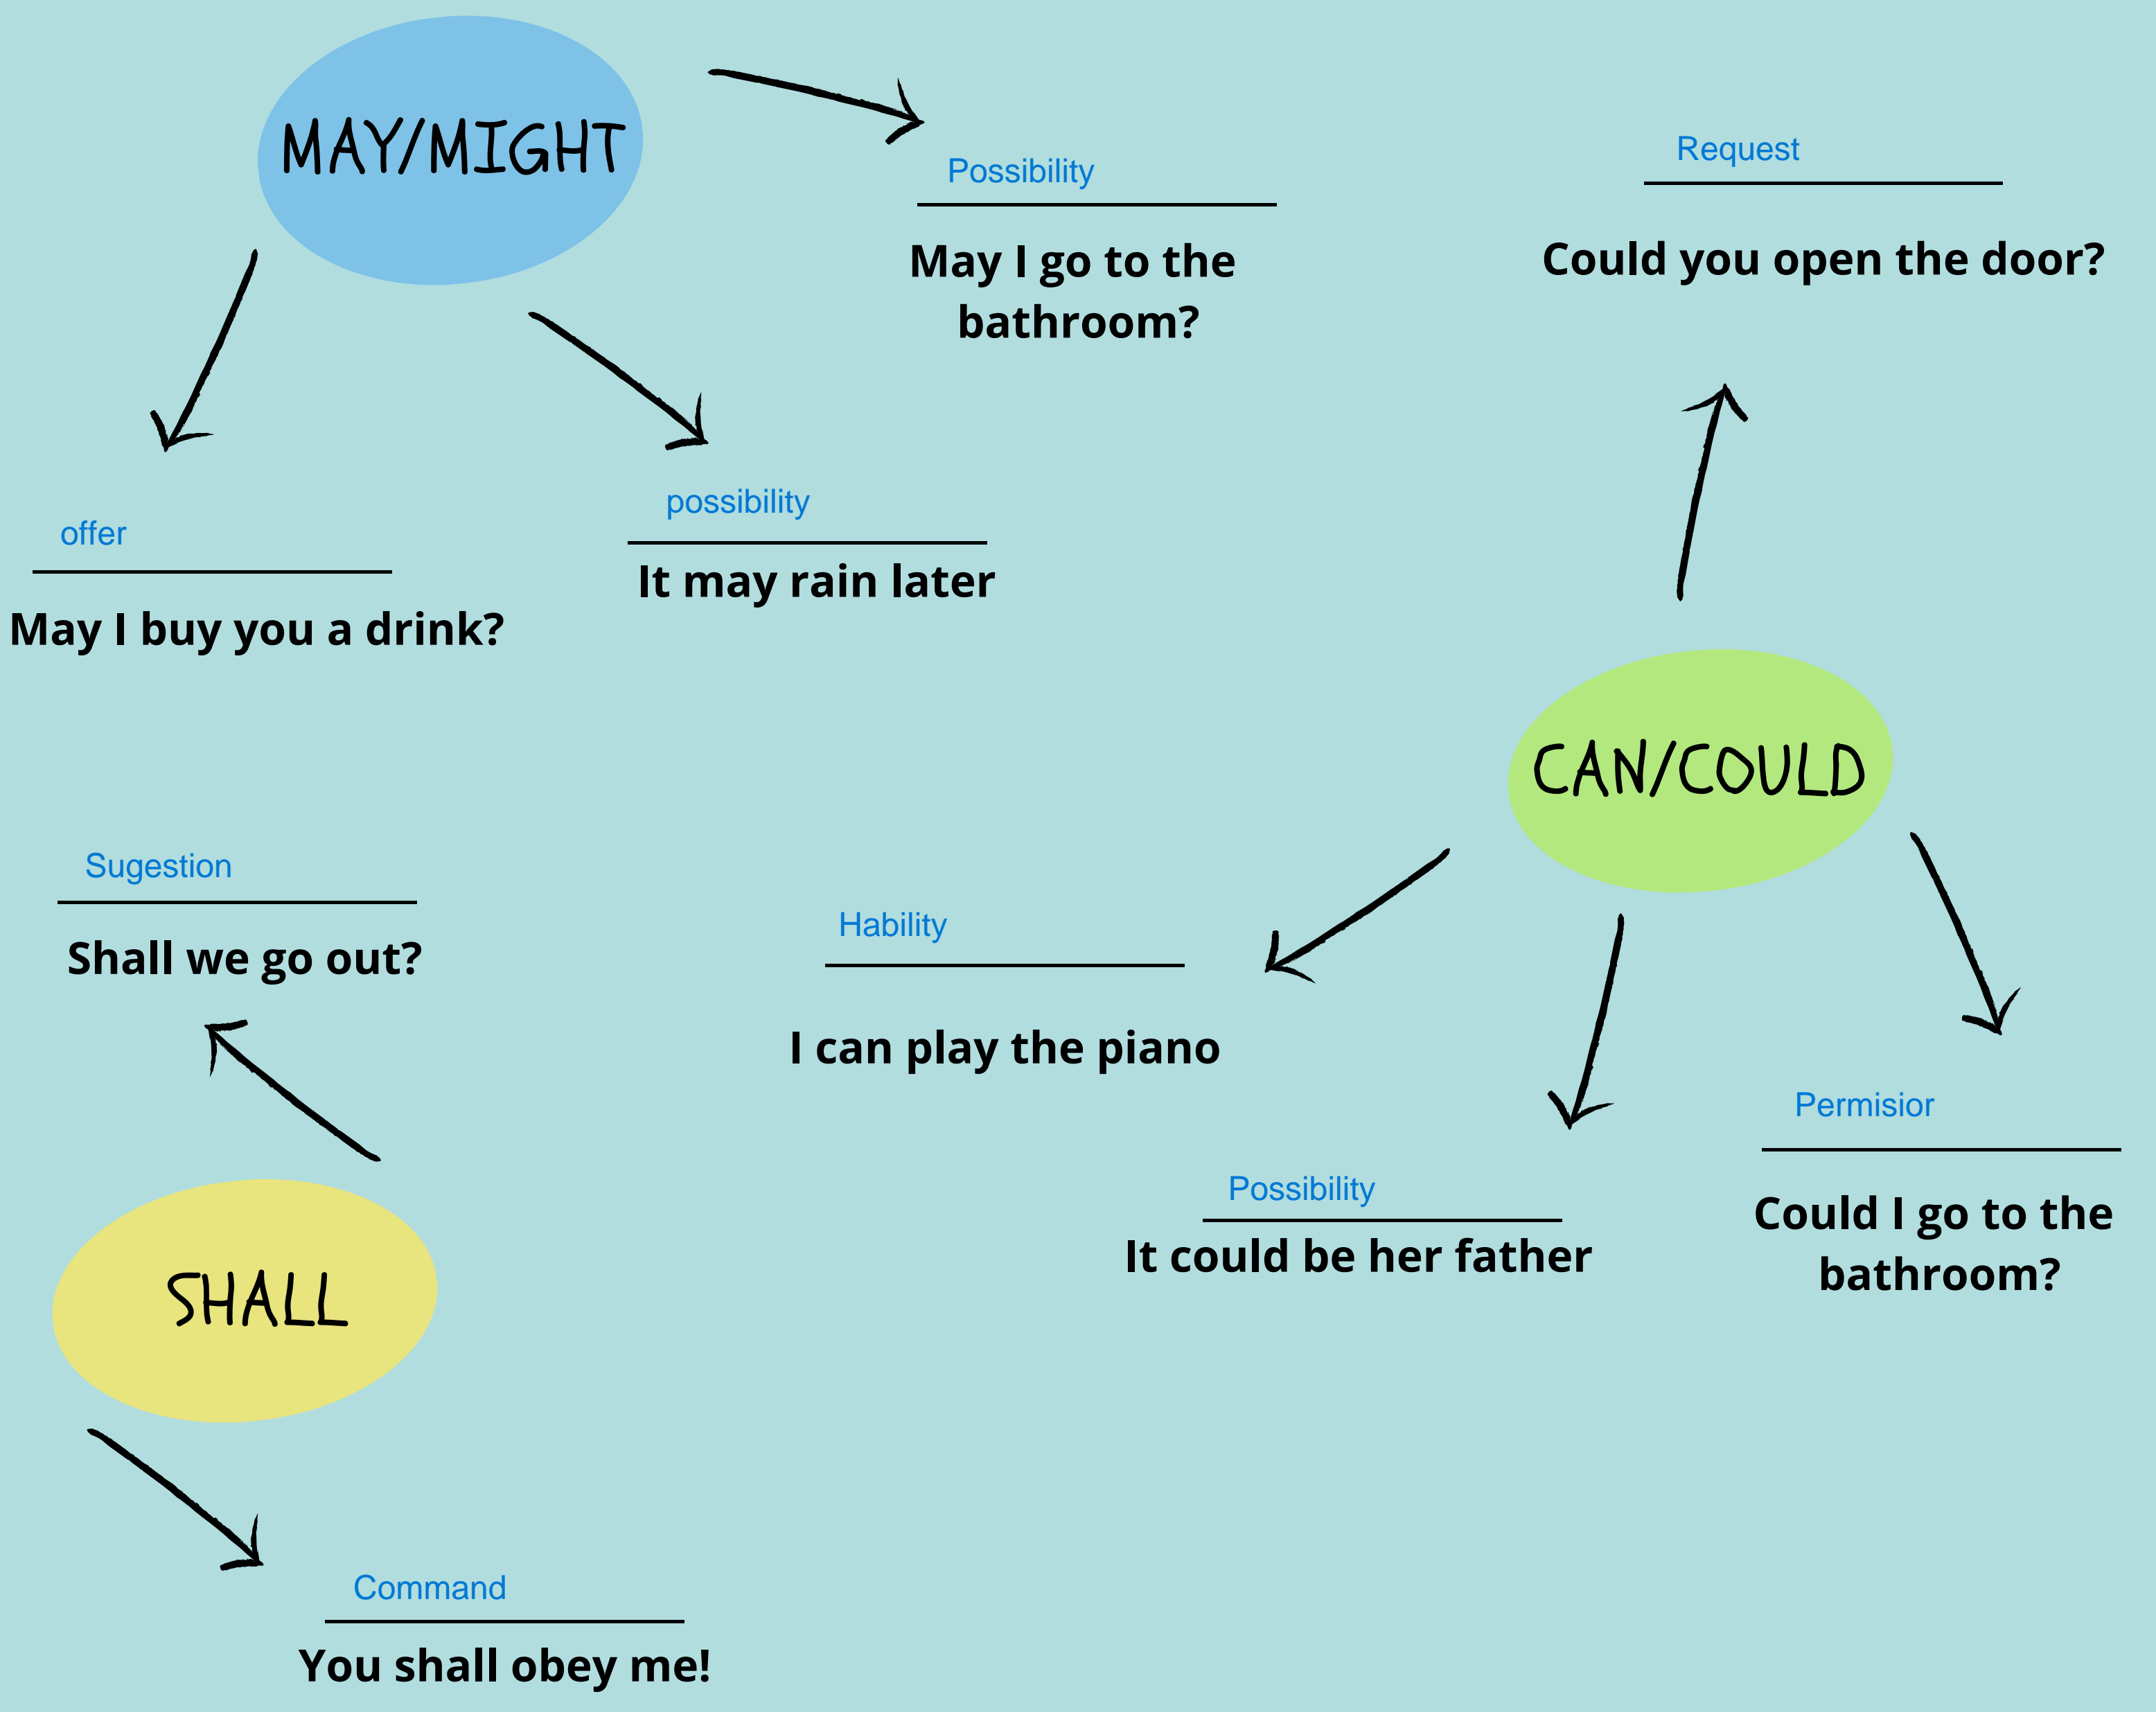 MAY/MIGHT
Possibility
May I go to the
bathroom?
Request
Could you open the door?
offer
May I buy you a drink?
possibility
It may rain later
CAN/COULD
Sugestion
Shall we go out?
Hability
I can play the piano
Possibility
It could be her father
Permisior
Could I go to the
bathroom?
SHALL
Command
You shall obey me!